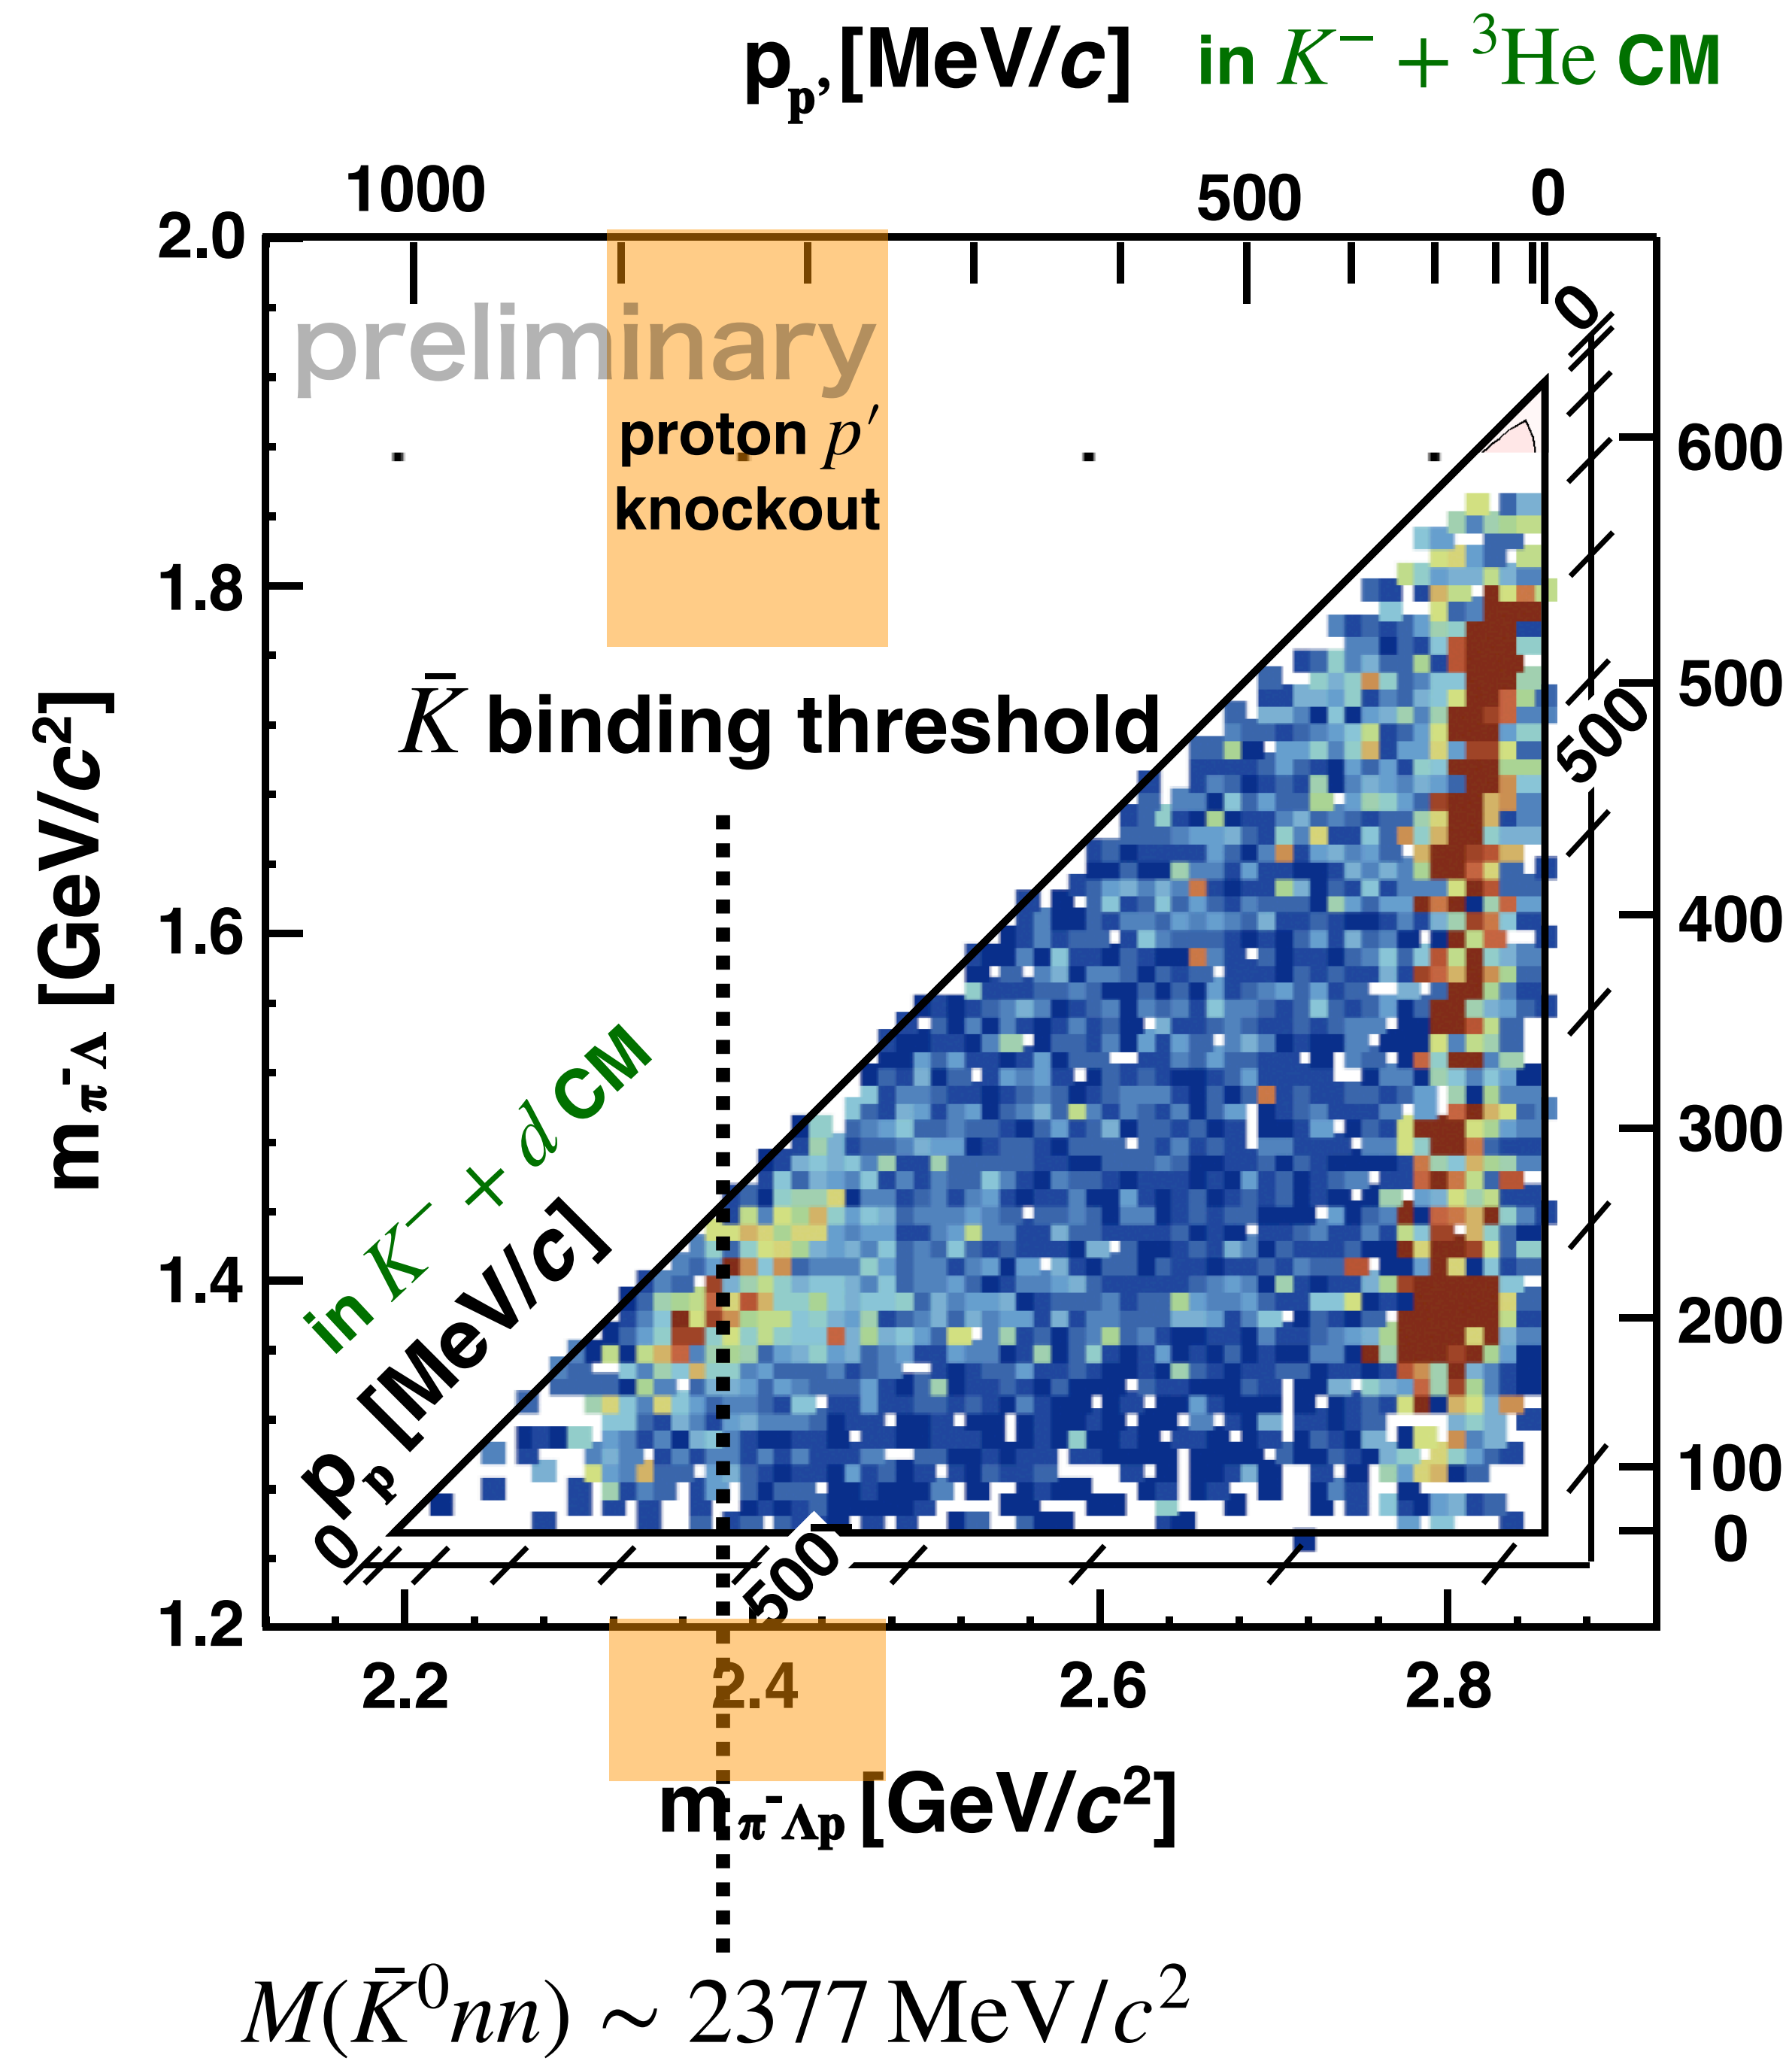 p_p' [MeV/c] in K⁻ + ³He CM
1000 500 0
2.0
preliminary
proton p′
knockout
0
600
1.8
K̄ binding threshold
500
500
m_π⁻Λ [GeV/c²]
1.6
400
300
in K⁻ + d CM
p_p [MeV/c]
1.4
200
100
0
0
500
1.2
2.2 2.4 2.6 2.8
m_π⁻Λp [GeV/c²]
M(K̄⁰nn) ~ 2377 MeV/c²